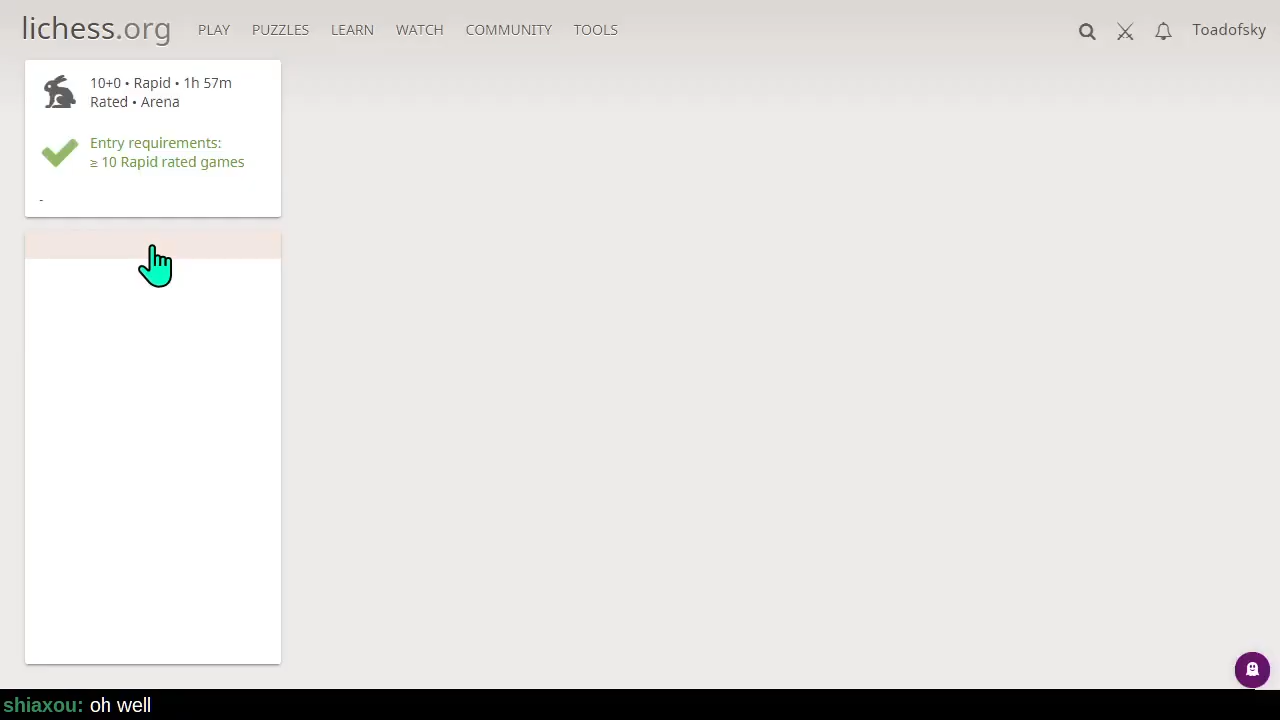 lichess.org PLAY PUZZLES LEARN WATCH COMMUNITY TOOLS Toadofsky
10+0 • Rapid • 1h 57m
Rated • Arena
Entry requirements:
≥ 10 Rapid rated games
-
shiaxou: oh well